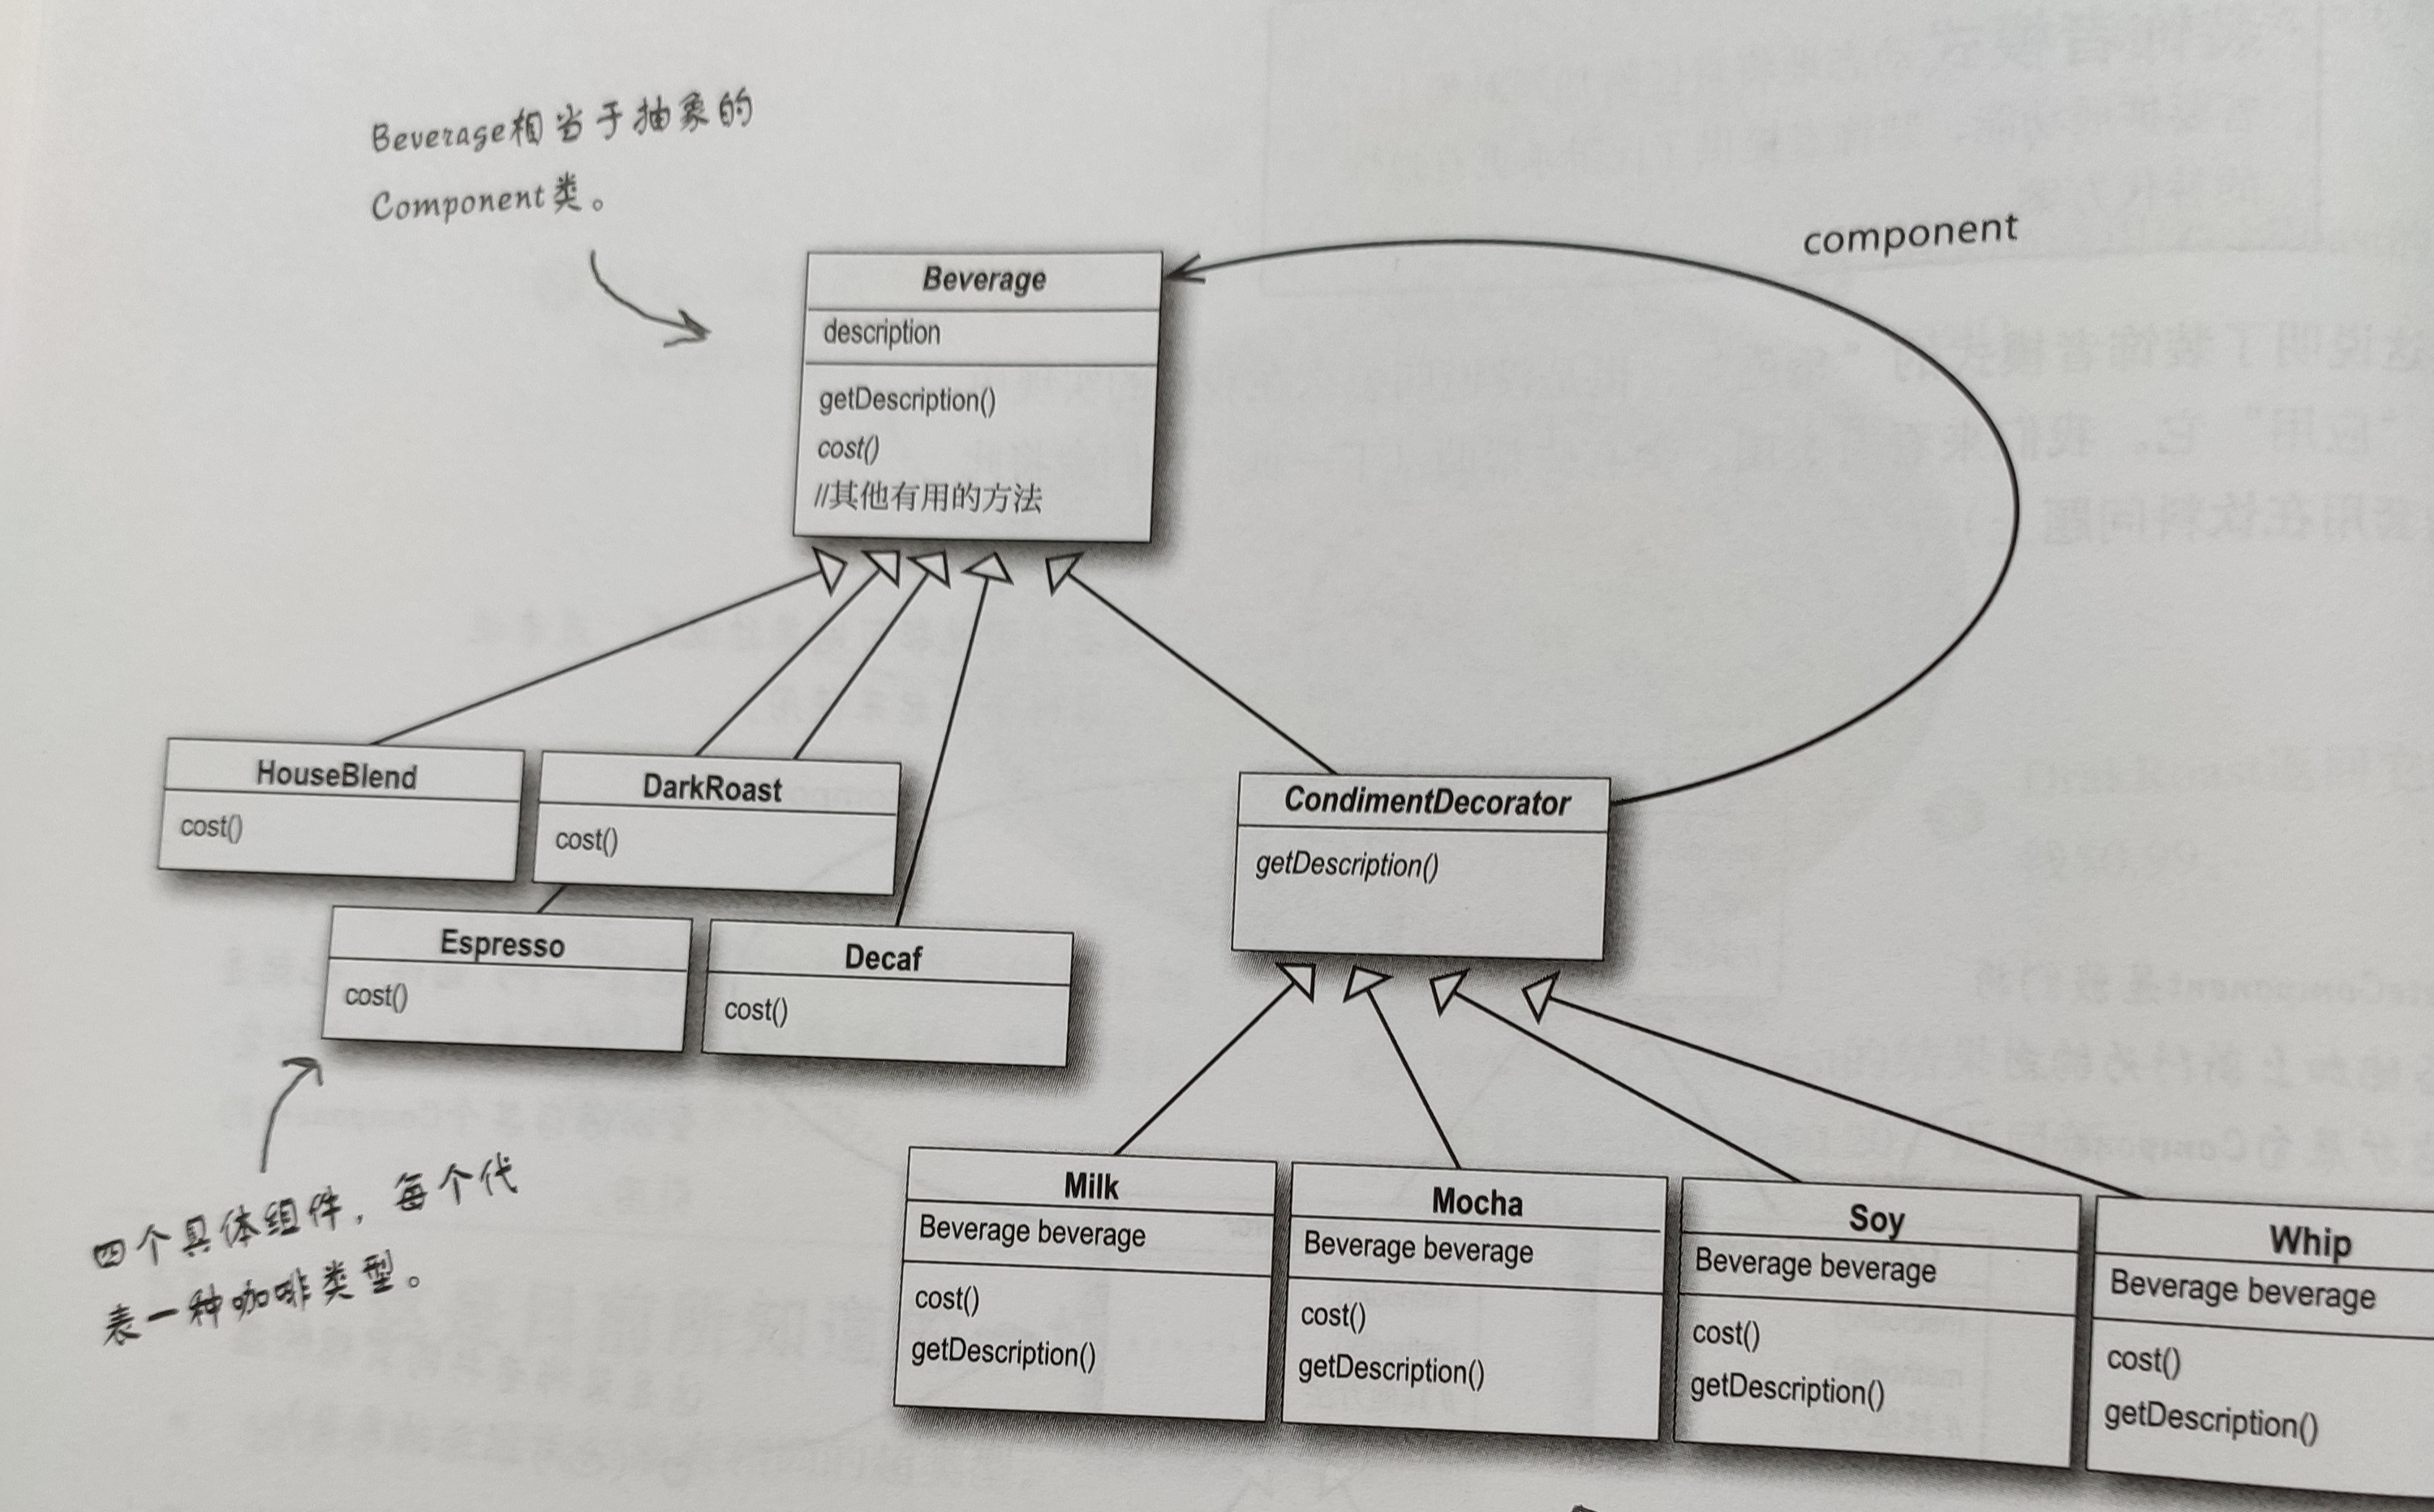 Beverage相当于抽象的
Component类。
component
Beverage
description
getDescription()
cost()
//其他有用的方法
HouseBlend
cost()
DarkRoast
cost()
CondimentDecorator
getDescription()
Espresso
cost()
Decaf
cost()
四个具体组件，每个代
表一种咖啡类型。
Milk
Beverage beverage
cost()
getDescription()
Mocha
Beverage beverage
cost()
getDescription()
Soy
Beverage beverage
cost()
getDescription()
Whip
Beverage beverage
cost()
getDescription()